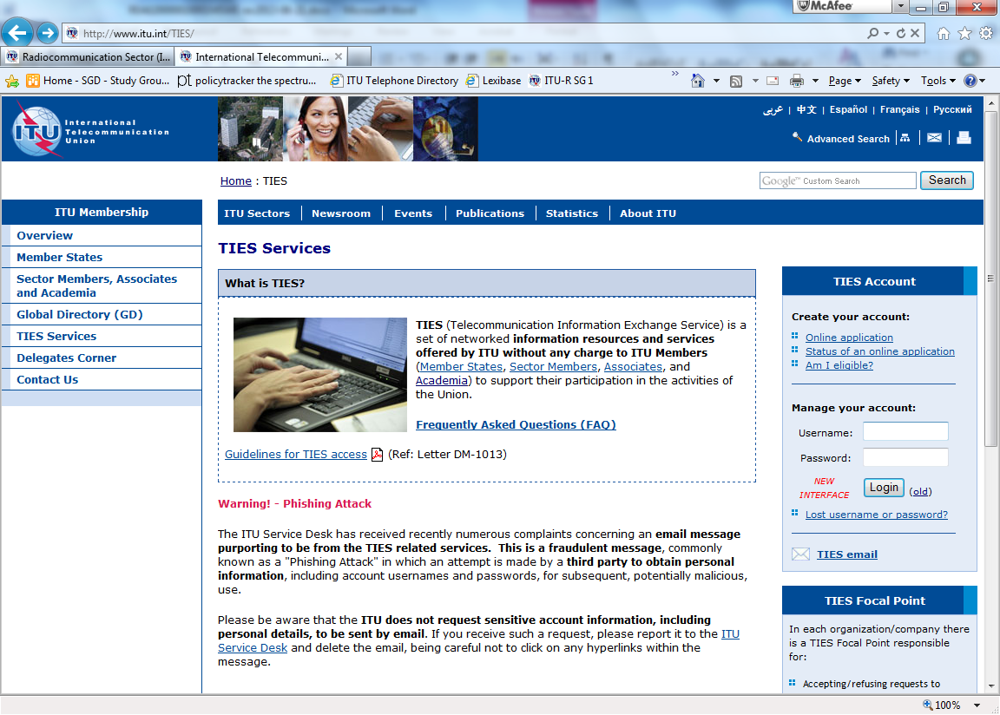 McAfee
http://www.itu.int/TIES/
Radiocommunication Sector (I...
International Telecommuni...
Home - SGD - Study Grou...
policytracker the spectru...
ITU Telephone Directory
Lexibase
ITU-R SG 1
Page
Safety
Tools
ITU
International
Telecommunication
Union
عربي | 中文 | Español | Français | Русский
Advanced Search
Home : TIES
Google™ Custom Search
Search
ITU Membership
Overview
Member States
Sector Members, Associates
and Academia
Global Directory (GD)
TIES Services
Delegates Corner
Contact Us
ITU Sectors | Newsroom | Events | Publications | Statistics | About ITU
TIES Services
What is TIES?
TIES (Telecommunication Information Exchange Service) is a
set of networked information resources and services
offered by ITU without any charge to ITU Members
(Member States, Sector Members, Associates, and
Academia) to support their participation in the activities of
the Union.
Frequently Asked Questions (FAQ)
Guidelines for TIES access (Ref: Letter DM-1013)
Warning! - Phishing Attack
The ITU Service Desk has received recently numerous complaints concerning an email message
purporting to be from the TIES related services. This is a fraudulent message, commonly
known as a "Phishing Attack" in which an attempt is made by a third party to obtain personal
information, including account usernames and passwords, for subsequent, potentially malicious,
use.
Please be aware that the ITU does not request sensitive account information, including
personal details, to be sent by email. If you receive such a request, please report it to the ITU
Service Desk and delete the email, being careful not to click on any hyperlinks within the
message.
TIES Account
Create your account:
Online application
Status of an online application
Am I eligible?
Manage your account:
Username:
Password:
NEW
INTERFACE
Login
(old)
Lost username or password?
TIES email
TIES Focal Point
In each organization/company there
is a TIES Focal Point responsible
for:
Accepting/refusing requests to
100%